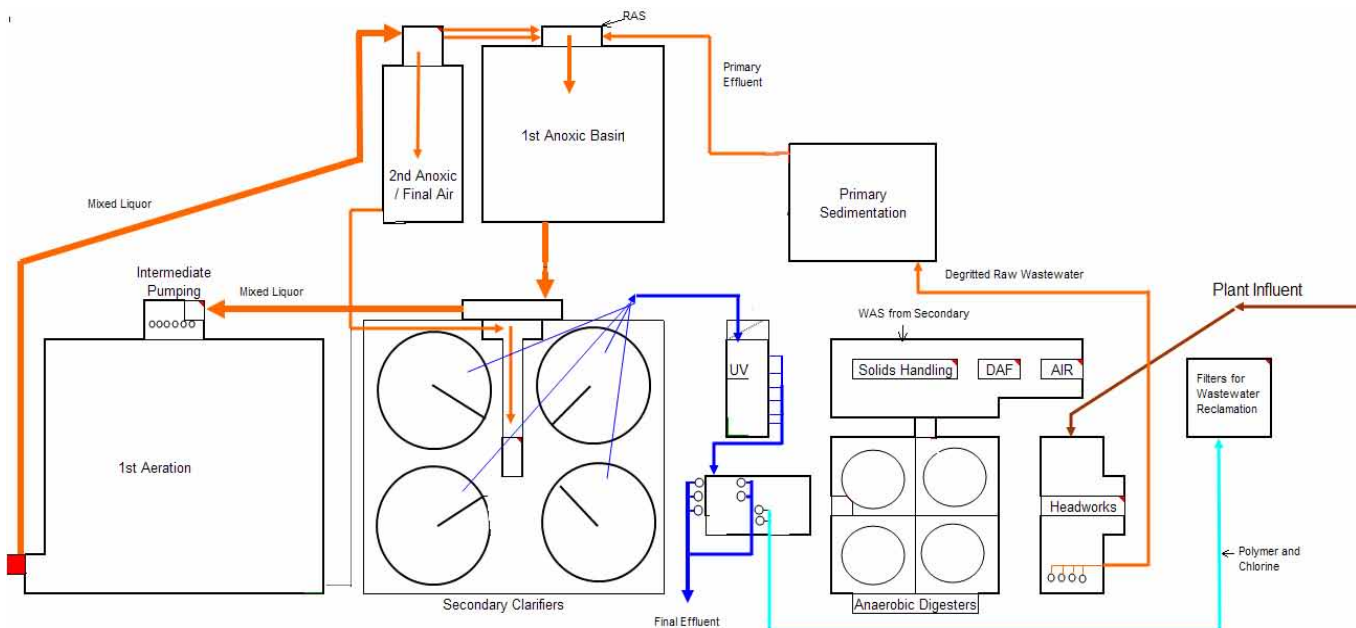 RAS
Primary
Effluent
1st Anoxic Basin
2nd Anoxic
/ Final Air
Primary
Sedimentation
Mixed Liquor
Intermediate
Pumping
Mixed Liquor
Degritted Raw Wastewater
Plant Influent
WAS from Secondary
UV
Solids Handling
DAF
AIR
Filters for
Wastewater
Reclamation
1st Aeration
Headworks
Polymer and
Chlorine
Secondary Clarifiers
Anaerobic Digesters
Final Effluent